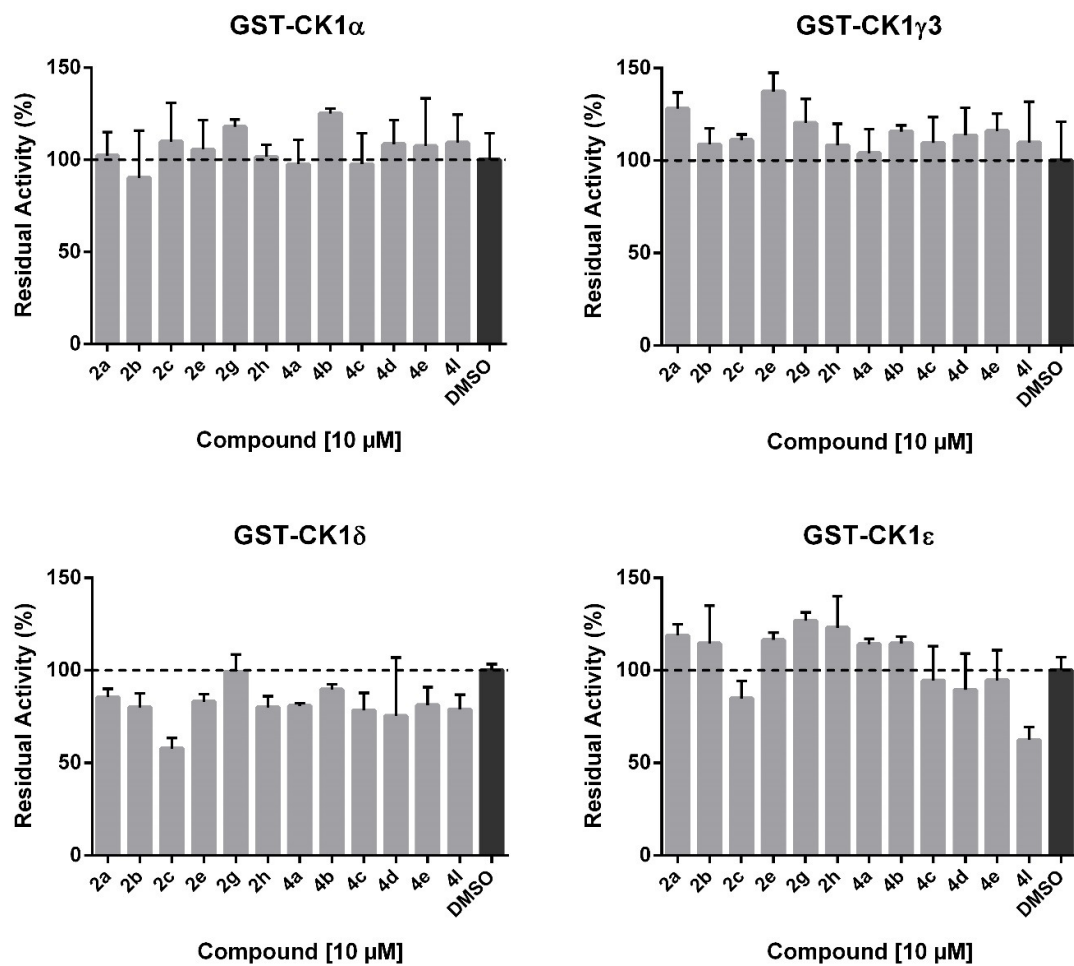 GST-CK1α
Residual Activity (%)
150
100
50
0
2a 2b 2c 2e 2g 2h 4a 4b 4c 4d 4e 4l DMSO
Compound [10 µM]
GST-CK1γ3
Residual Activity (%)
150
100
50
0
2a 2b 2c 2e 2g 2h 4a 4b 4c 4d 4e 4l DMSO
Compound [10 µM]
GST-CK1δ
Residual Activity (%)
150
100
50
0
2a 2b 2c 2e 2g 2h 4a 4b 4c 4d 4e 4l DMSO
Compound [10 µM]
GST-CK1ε
Residual Activity (%)
150
100
50
0
2a 2b 2c 2e 2g 2h 4a 4b 4c 4d 4e 4l DMSO
Compound [10 µM]